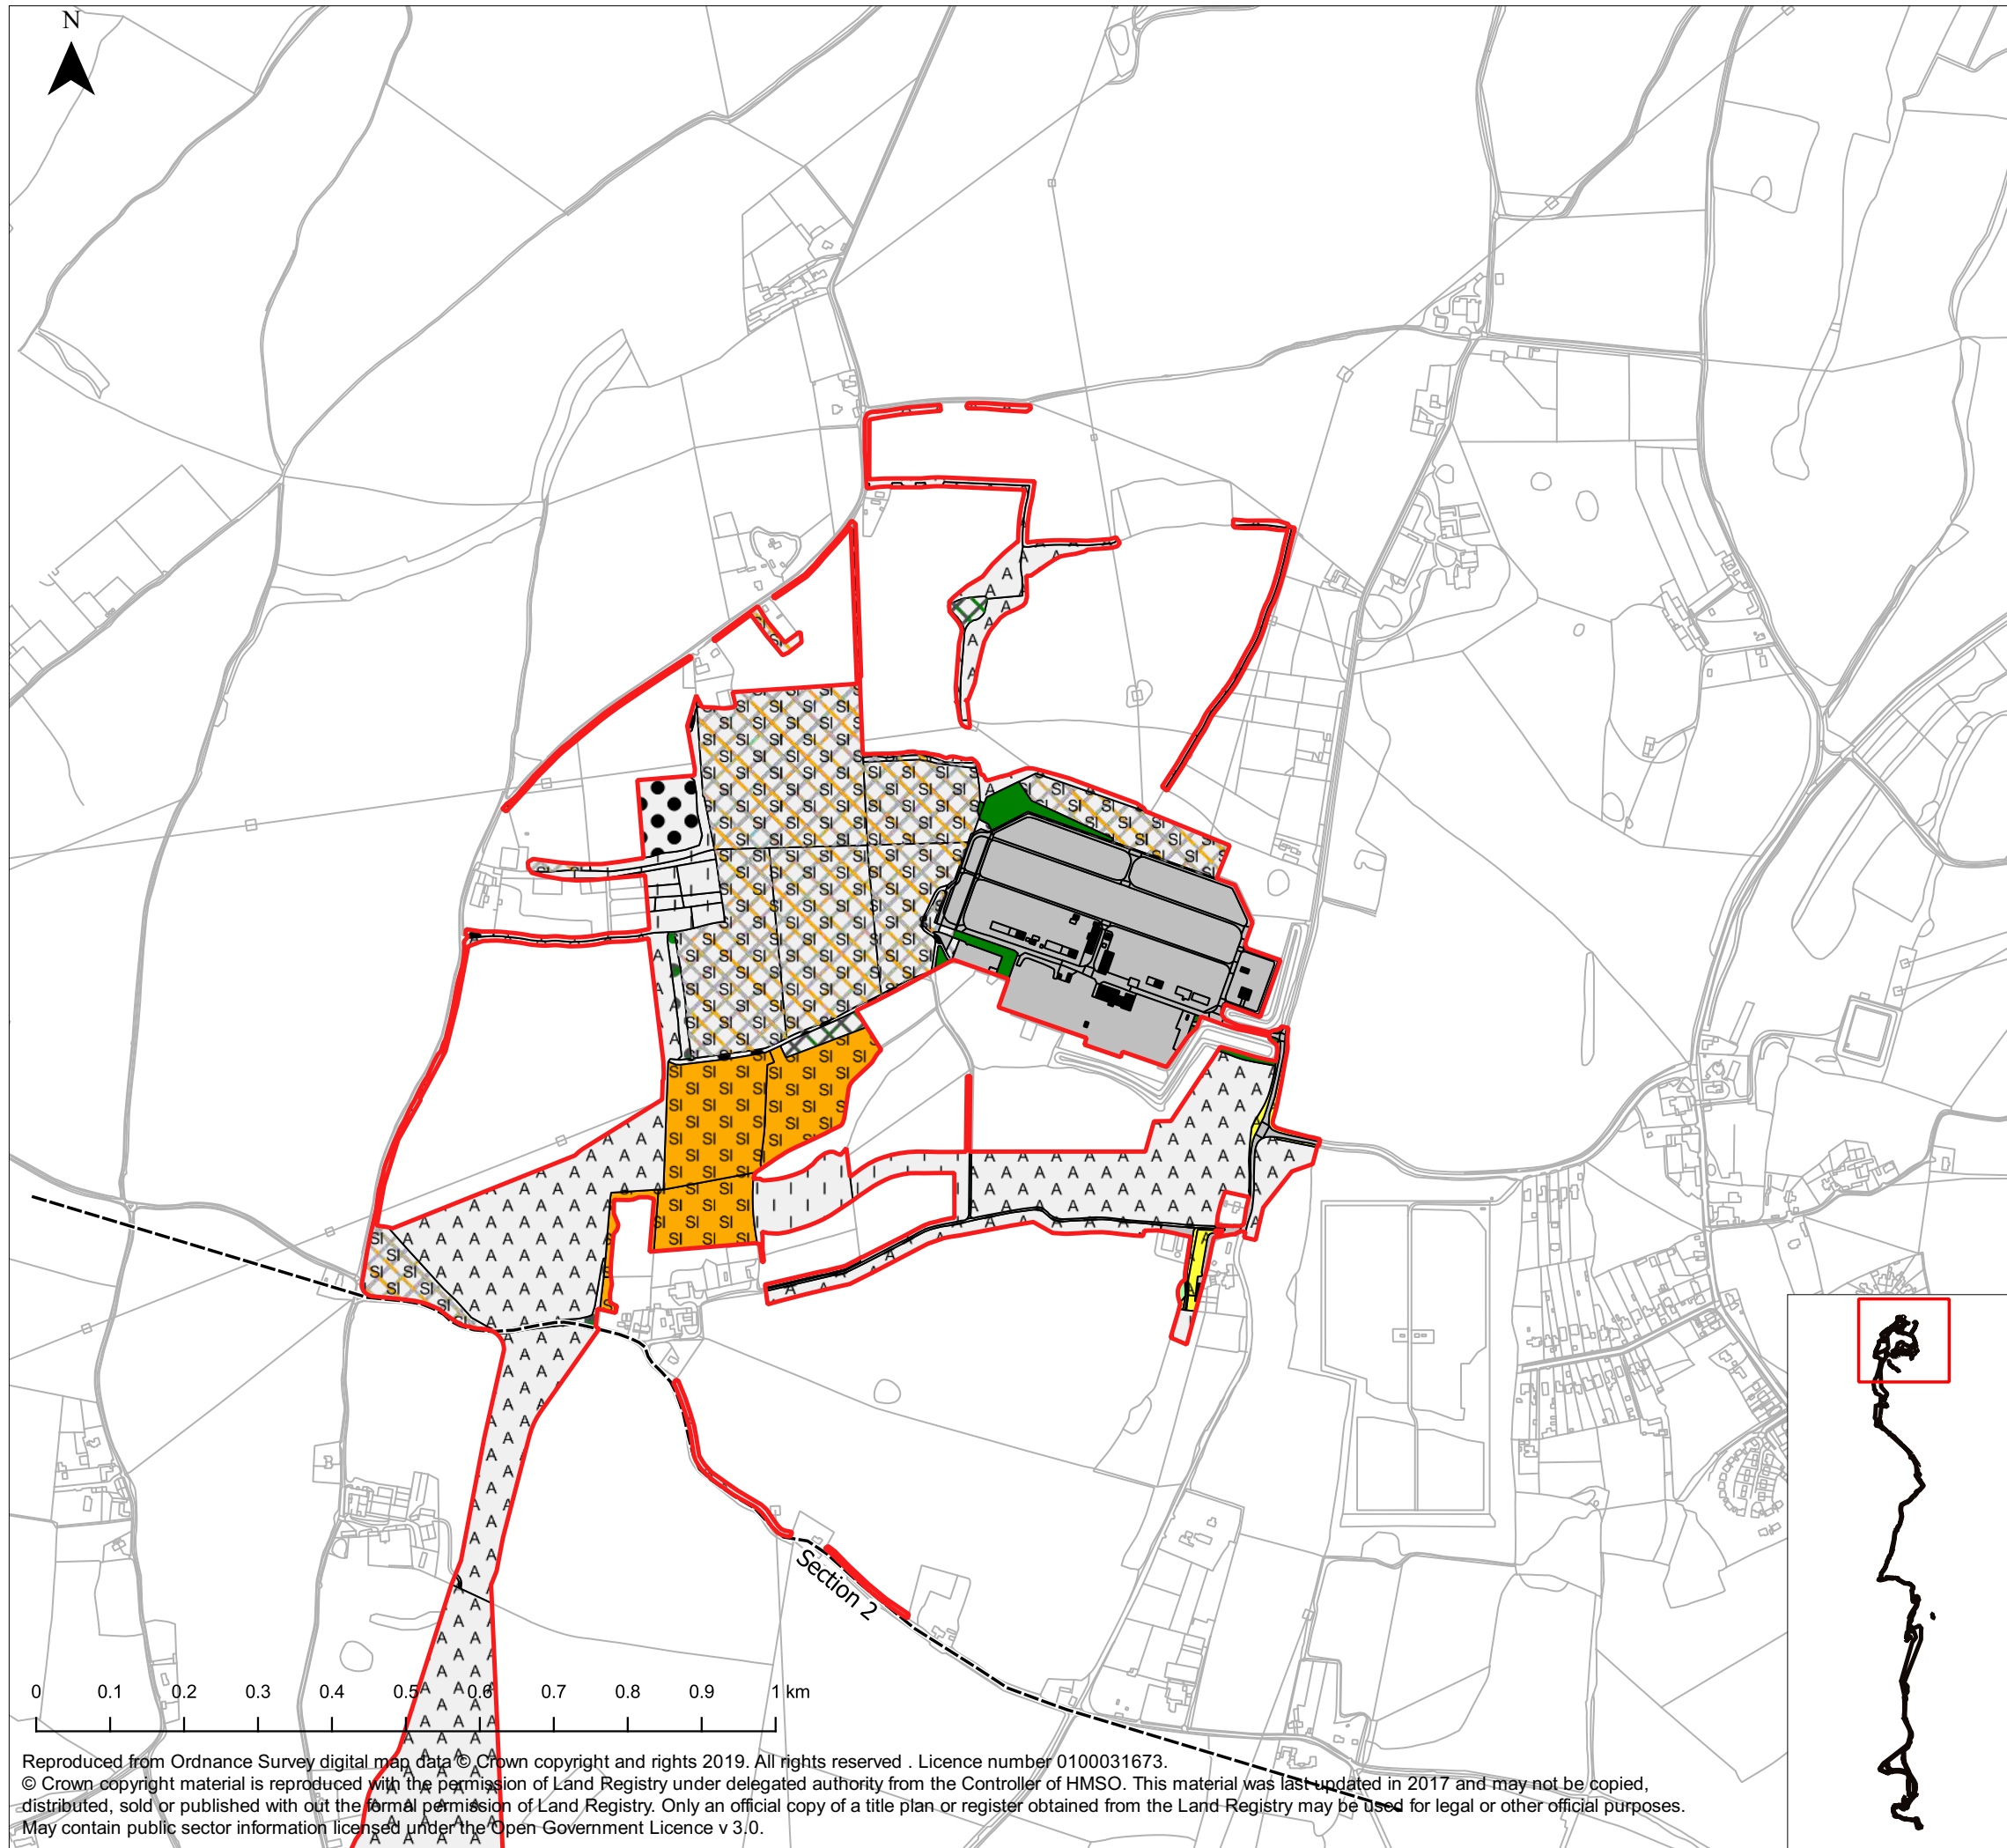 N
Section 2
0 0.1 0.2 0.3 0.4 0.5 0.6 0.7 0.8 0.9 1 km
Reproduced from Ordnance Survey digital map data © Crown copyright and rights 2019. All rights reserved . Licence number 0100031673.
© Crown copyright material is reproduced with the permission of Land Registry under delegated authority from the Controller of HMSO. This material was last updated in 2017 and may not be copied,
distributed, sold or published with out the formal permission of Land Registry. Only an official copy of a title plan or register obtained from the Land Registry may be used for legal or other official purposes.
May contain public sector information licensed under the Open Government Licence v 3.0.